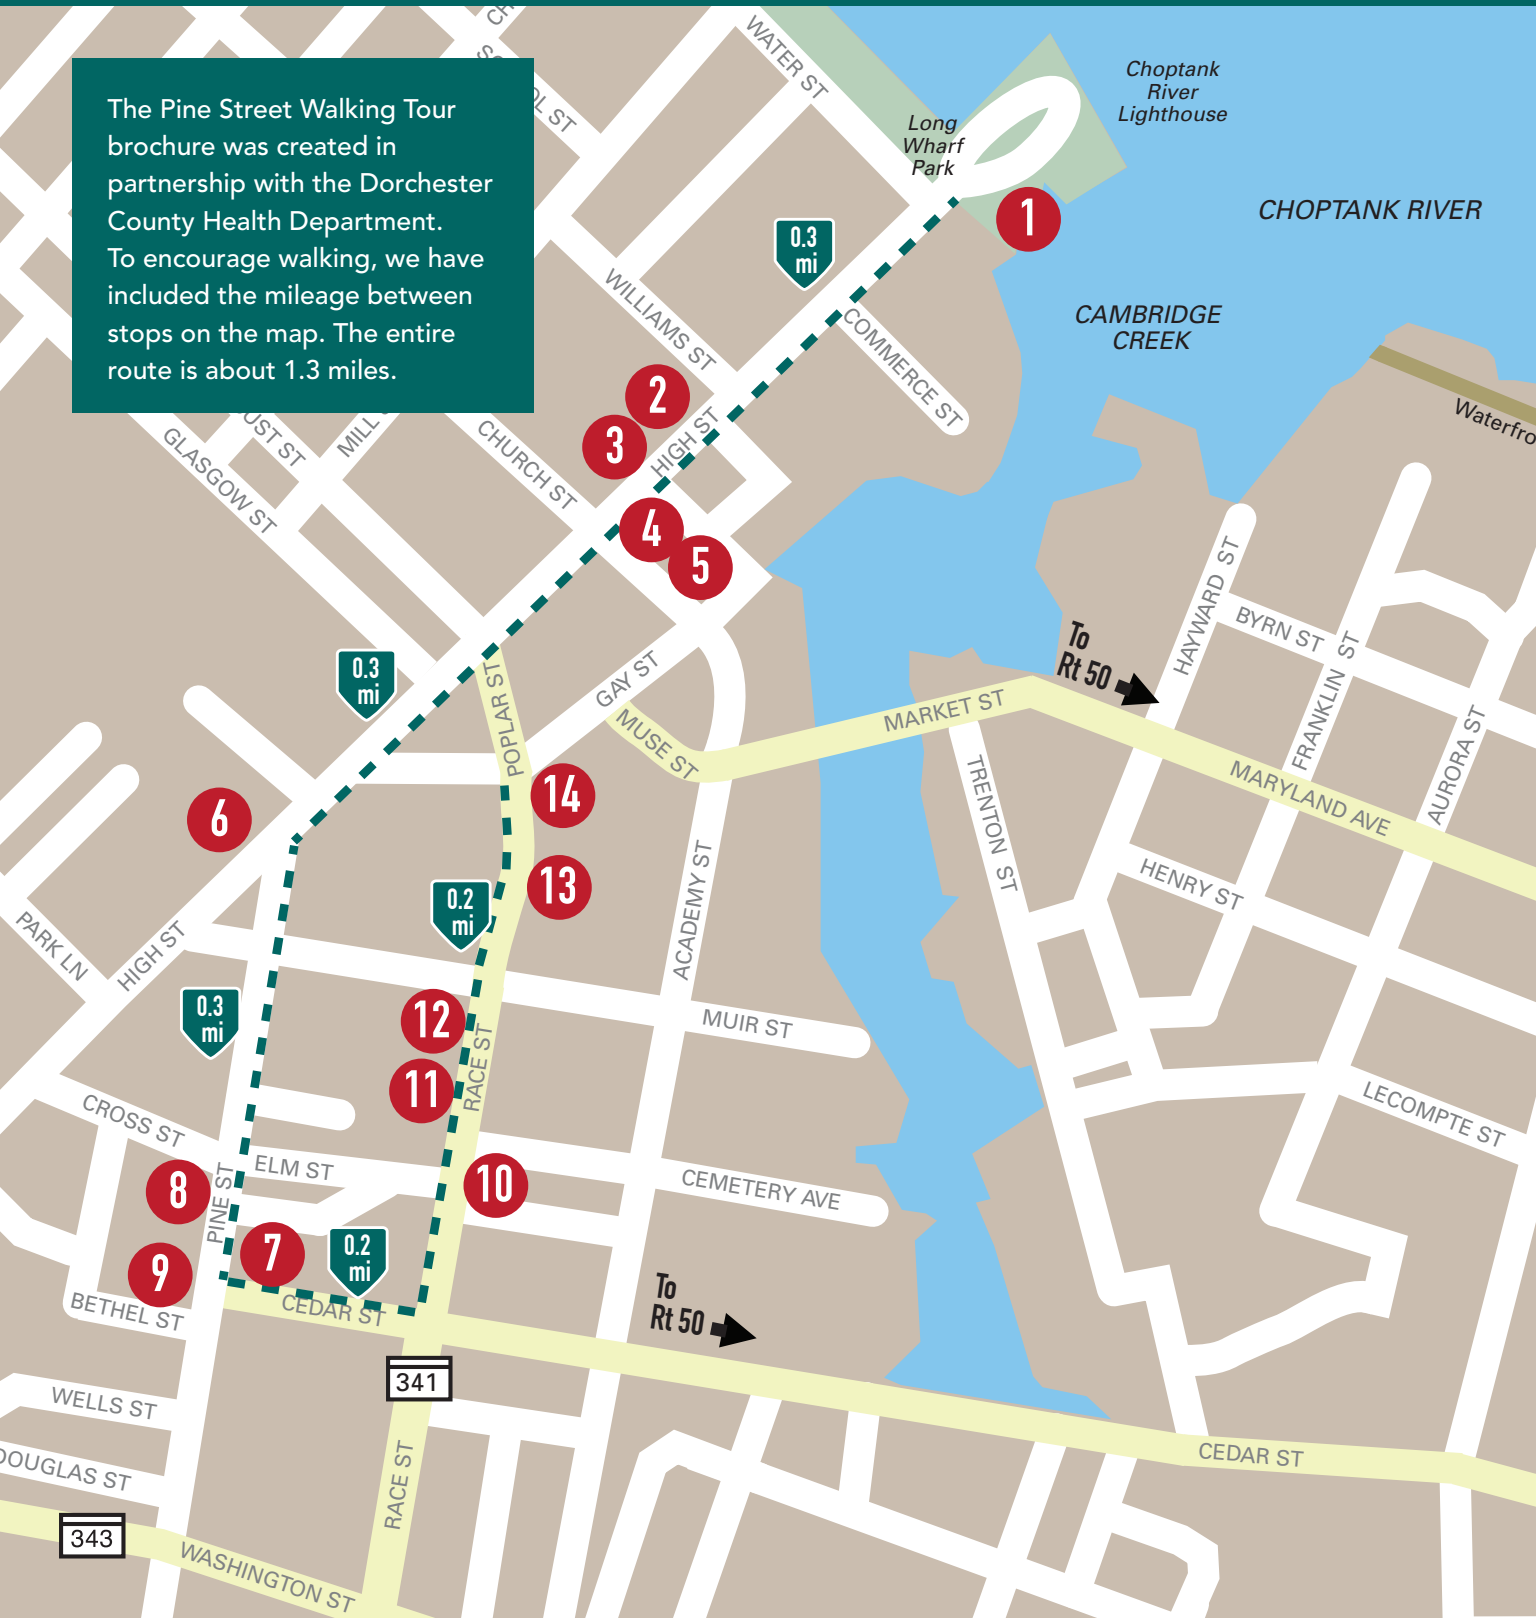 The Pine Street Walking Tour
brochure was created in
partnership with the Dorchester
County Health Department.
To encourage walking, we have
included the mileage between
stops on the map. The entire
route is about 1.3 miles.
WATER ST
Choptank
River
Lighthouse
Long
Wharf
Park
1
CHOPTANK RIVER
0.3
mi
CAMBRIDGE
CREEK
WILLIAMS ST
COMMERCE ST
2
3
HIGH ST
GLASGOW ST
MILL
CHURCH ST
4
5
HAYWARD ST
BYRN ST
FRANKLIN ST
AURORA ST
To
Rt 50
0.3
mi
POPLAR ST
GAY ST
MUSE ST
MARKET ST
TRENTON ST
MARYLAND AVE
HENRY ST
LECOMPTE ST
6
14
13
0.2
mi
ACADEMY ST
PARK LN
HIGH ST
0.3
mi
12
11
RACE ST
MUIR ST
CROSS ST
ELM ST
PINE ST
8
10
CEMETERY AVE
7
9
0.2
mi
BETHEL ST
CEDAR ST
To
Rt 50
341
WELLS ST
DOUGLAS ST
RACE ST
CEDAR ST
343
WASHINGTON ST